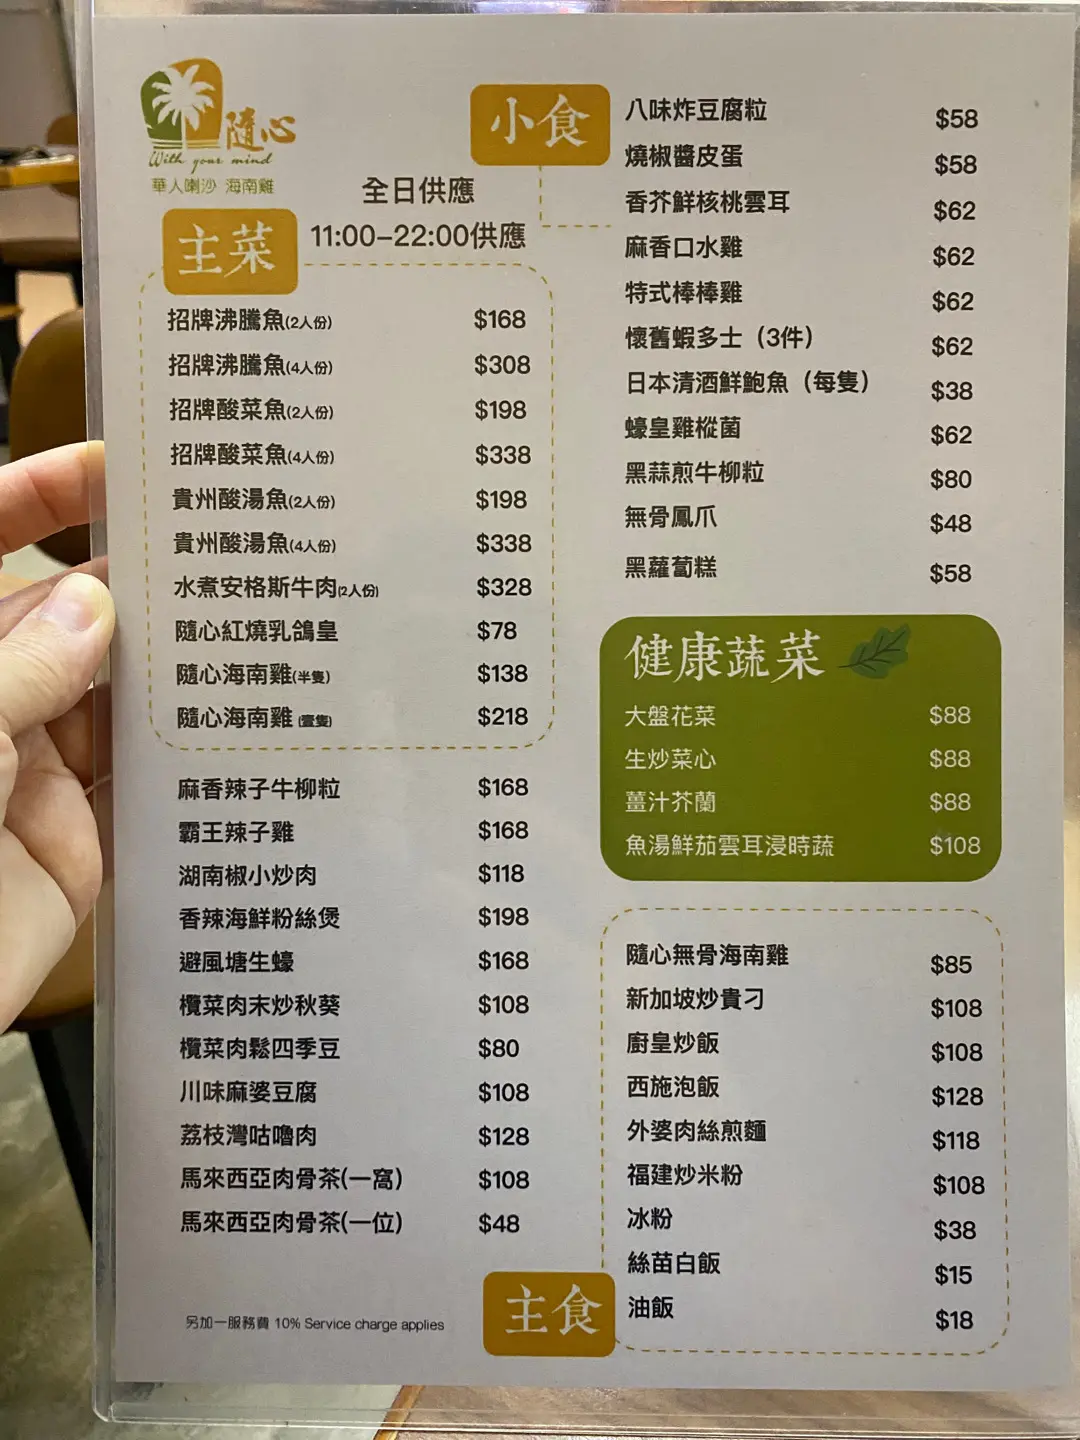 隨心
With your mind
華人喇沙 海南雞
全日供應
11:00-22:00供應
主菜
招牌沸騰魚(2人份) $168
招牌沸騰魚(4人份) $308
招牌酸菜魚(2人份) $198
招牌酸菜魚(4人份) $338
貴州酸湯魚(2人份) $198
貴州酸湯魚(4人份) $338
水煮安格斯牛肉(2人份) $328
隨心紅燒乳鴿皇 $78
隨心海南雞(半隻) $138
隨心海南雞(壹隻) $218
麻香辣子牛柳粒 $168
霸王辣子雞 $168
湖南椒小炒肉 $118
香辣海鮮粉絲煲 $198
避風塘生蠔 $168
欖菜肉末炒秋葵 $108
欖菜肉鬆四季豆 $80
川味麻婆豆腐 $108
荔枝灣咕嚕肉 $128
馬來西亞肉骨茶(一窩) $108
馬來西亞肉骨茶(一位) $48
另加一服務費 10% Service charge applies
小食
八味炸豆腐粒 $58
燒椒醬皮蛋 $58
香芥鮮核桃雲耳 $62
麻香口水雞 $62
特式棒棒雞 $62
懷舊蝦多士（3件） $62
日本清酒鮮鮑魚（每隻） $38
蠔皇雞樅菌 $62
黑蒜煎牛柳粒 $80
無骨鳳爪 $48
黑蘿蔔糕 $58
健康蔬菜
大盤花菜 $88
生炒菜心 $88
薑汁芥蘭 $88
魚湯鮮茄雲耳浸時蔬 $108
隨心無骨海南雞 $85
新加坡炒貴刁 $108
廚皇炒飯 $108
西施泡飯 $128
外婆肉絲煎麵 $118
福建炒米粉 $108
冰粉 $38
絲苗白飯 $15
油飯 $18
主食